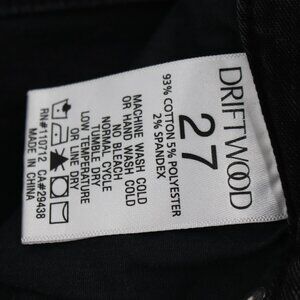 DRIFTWOOD
27
93% COTTON 5% POLYESTER
2% SPANDEX
MACHINE WASH COLD
OR HAND WASH COLD
NO BLEACH
NORMAL CYCLE
TUMBLE DRY
LOW TEMPERATURE
OR LINE DRY
RN#110712 CA#29438
MADE IN CHINA